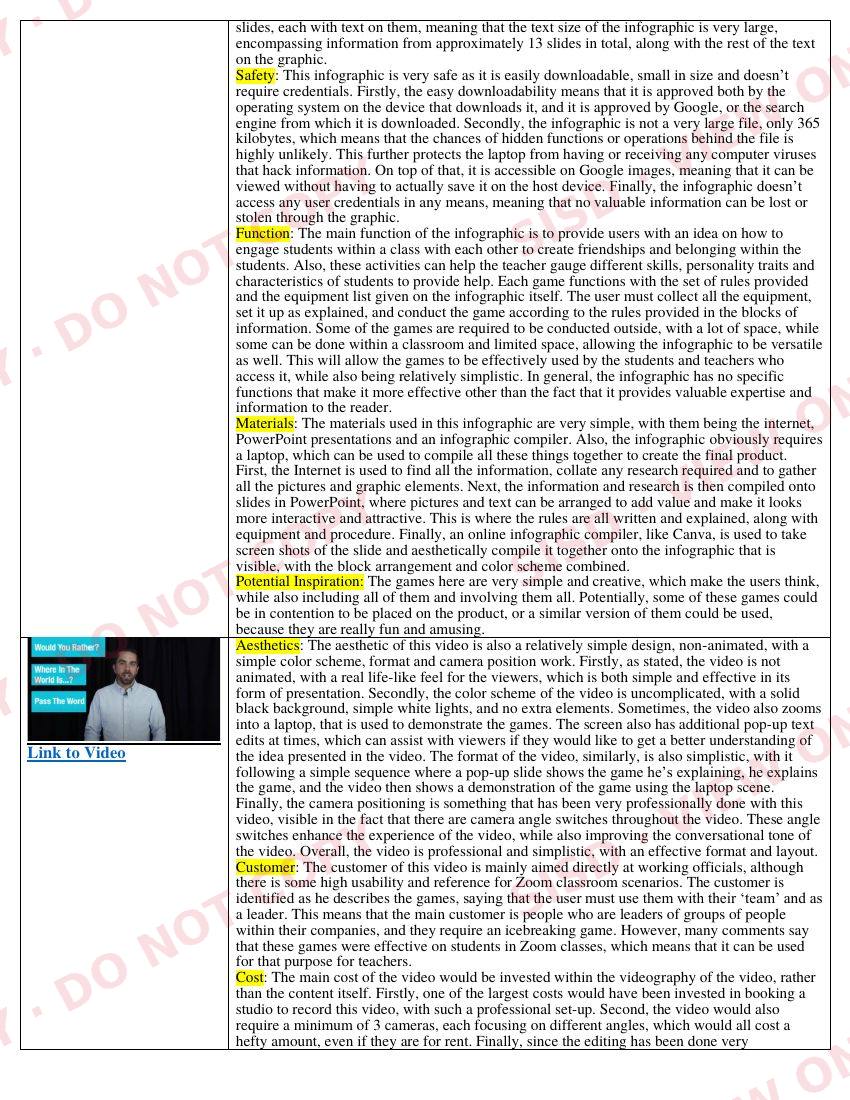 slides, each with text on them, meaning that the text size of the infographic is very large,
encompassing information from approximately 13 slides in total, along with the rest of the text
on the graphic.
Safety: This infographic is very safe as it is easily downloadable, small in size and doesn’t
require credentials. Firstly, the easy downloadability means that it is approved both by the
operating system on the device that downloads it, and it is approved by Google, or the search
engine from which it is downloaded. Secondly, the infographic is not a very large file, only 365
kilobytes, which means that the chances of hidden functions or operations behind the file is
highly unlikely. This further protects the laptop from having or receiving any computer viruses
that hack information. On top of that, it is accessible on Google images, meaning that it can be
viewed without having to actually save it on the host device. Finally, the infographic doesn’t
access any user credentials in any means, meaning that no valuable information can be lost or
stolen through the graphic.
Function: The main function of the infographic is to provide users with an idea on how to
engage students within a class with each other to create friendships and belonging within the
students. Also, these activities can help the teacher gauge different skills, personality traits and
characteristics of students to provide help. Each game functions with the set of rules provided
and the equipment list given on the infographic itself. The user must collect all the equipment,
set it up as explained, and conduct the game according to the rules provided in the blocks of
information. Some of the games are required to be conducted outside, with a lot of space, while
some can be done within a classroom and limited space, allowing the infographic to be versatile
as well. This will allow the games to be effectively used by the students and teachers who
access it, while also being relatively simplistic. In general, the infographic has no specific
functions that make it more effective other than the fact that it provides valuable expertise and
information to the reader.
Materials: The materials used in this infographic are very simple, with them being the internet,
PowerPoint presentations and an infographic compiler. Also, the infographic obviously requires
a laptop, which can be used to compile all these things together to create the final product.
First, the Internet is used to find all the information, collate any research required and to gather
all the pictures and graphic elements. Next, the information and research is then compiled onto
slides in PowerPoint, where pictures and text can be arranged to add value and make it looks
more interactive and attractive. This is where the rules are all written and explained, along with
equipment and procedure. Finally, an online infographic compiler, like Canva, is used to take
screen shots of the slide and aesthetically compile it together onto the infographic that is
visible, with the block arrangement and color scheme combined.
Potential Inspiration: The games here are very simple and creative, which make the users think,
while also including all of them and involving them all. Potentially, some of these games could
be in contention to be placed on the product, or a similar version of them could be used,
because they are really fun and amusing.
Would You Rather?
Where In The
World Is...?
Pass The Word
Link to Video
Aesthetics: The aesthetic of this video is also a relatively simple design, non-animated, with a
simple color scheme, format and camera position work. Firstly, as stated, the video is not
animated, with a real life-like feel for the viewers, which is both simple and effective in its
form of presentation. Secondly, the color scheme of the video is uncomplicated, with a solid
black background, simple white lights, and no extra elements. Sometimes, the video also zooms
into a laptop, that is used to demonstrate the games. The screen also has additional pop-up text
edits at times, which can assist with viewers if they would like to get a better understanding of
the idea presented in the video. The format of the video, similarly, is also simplistic, with it
following a simple sequence where a pop-up slide shows the game he’s explaining, he explains
the game, and the video then shows a demonstration of the game using the laptop scene.
Finally, the camera positioning is something that has been very professionally done with this
video, visible in the fact that there are camera angle switches throughout the video. These angle
switches enhance the experience of the video, while also improving the conversational tone of
the video. Overall, the video is professional and simplistic, with an effective format and layout.
Customer: The customer of this video is mainly aimed directly at working officials, although
there is some high usability and reference for Zoom classroom scenarios. The customer is
identified as he describes the games, saying that the user must use them with their ‘team’ and as
a leader. This means that the main customer is people who are leaders of groups of people
within their companies, and they require an icebreaking game. However, many comments say
that these games were effective on students in Zoom classes, which means that it can be used
for that purpose for teachers.
Cost: The main cost of the video would be invested within the videography of the video, rather
than the content itself. Firstly, one of the largest costs would have been invested in booking a
studio to record this video, with such a professional set-up. Second, the video would also
require a minimum of 3 cameras, each focusing on different angles, which would all cost a
hefty amount, even if they are for rent. Finally, since the editing has been done very
SISD · VIEW ON
Y · DO NOT COPY
SISD · VIEW ON
Y · DO NOT COPY
SISD · VIEW ON
Y · DO NOT COPY